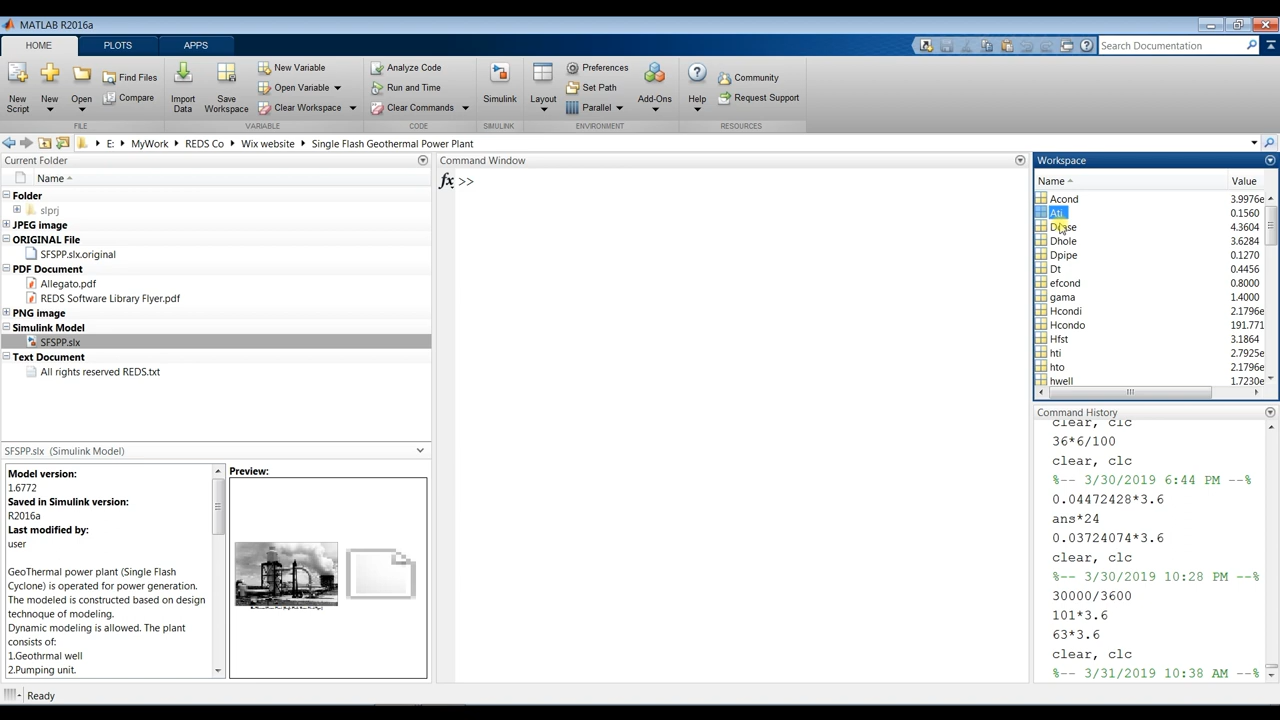 MATLAB R2016a
HOME
PLOTS
APPS
Search Documentation
New Script
New
Open
Find Files
Compare
Import Data
Save Workspace
New Variable
Open Variable
Clear Workspace
Analyze Code
Run and Time
Clear Commands
Simulink
Layout
Preferences
Set Path
Parallel
Add-Ons
Help
Community
Request Support
FILE
VARIABLE
CODE
SIMULINK
ENVIRONMENT
RESOURCES
E: MyWork REDS Co Wix website Single Flash Geothermal Power Plant
Current Folder
Name
Folder
slprj
JPEG image
ORIGINAL File
SFSPP.slx.original
PDF Document
Allegato.pdf
REDS Software Library Flyer.pdf
PNG image
Simulink Model
SFSPP.slx
Text Document
All rights reserved REDS.txt
SFSPP.slx (Simulink Model)
Model version:
1.6772
Saved in Simulink version:
R2016a
Last modified by:
user
GeoThermal power plant (Single Flash
Cyclone) is operated for power generation.
The modeled is constructed based on design
technoque of modeling.
Dynamic modeling is allowed. The plant
consists of:
1.Geothrmal well
2.Pumping unit.
Preview:
Ready
Command Window
fx >>
Workspace
Name Value
Acond 3.9976e
Ati 0.1560
4.3604
Dhole 3.6284
Dpipe 0.1270
Dt 0.4456
efcond 0.8000
gama 1.4000
Hcondi 2.1796e
Hcondo 191.771
Hfst 3.1864
hti 2.7925e
hto 2.1796e
hwell 1.7230e
Command History
clear, clc
36*6/100
clear, clc
%-- 3/30/2019 6:44 PM --%
0.04472428*3.6
ans*24
0.03724074*3.6
clear, clc
%-- 3/30/2019 10:28 PM --%
30000/3600
101*3.6
63*3.6
clear, clc
%-- 3/31/2019 10:38 AM --%